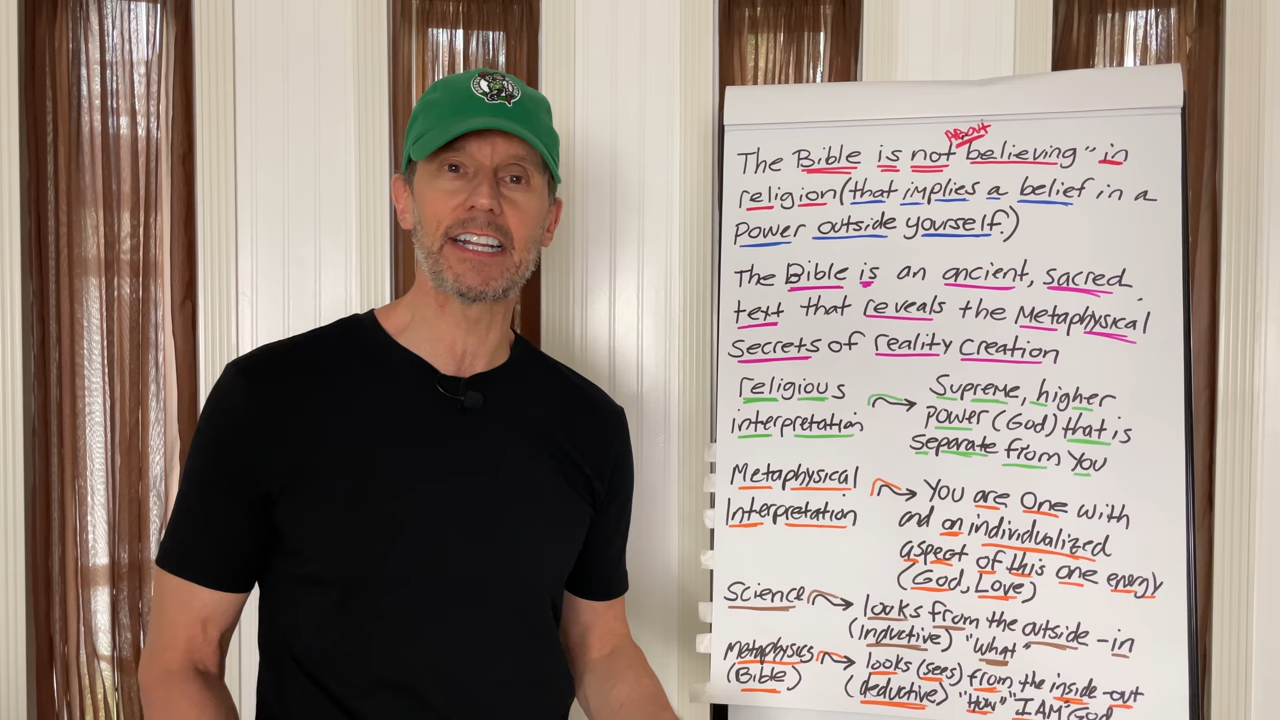 About
The Bible is not believing "in
religion (that implies a belief in a
power outside yourself.)
The Bible is an ancient, sacred
text that reveals the Metaphysical
Secrets of reality creation
religious
interpretation
Supreme, higher
power (God) that is
separate from you
Metaphysical
Interpretation
You are One with
and an individualized
aspect of this one energy
(God, Love)
Science
looks from the outside-in
(inductive) "What"
Metaphysics
(Bible)
looks (sees) from the inside-out
(deductive) "How" "I AM" God